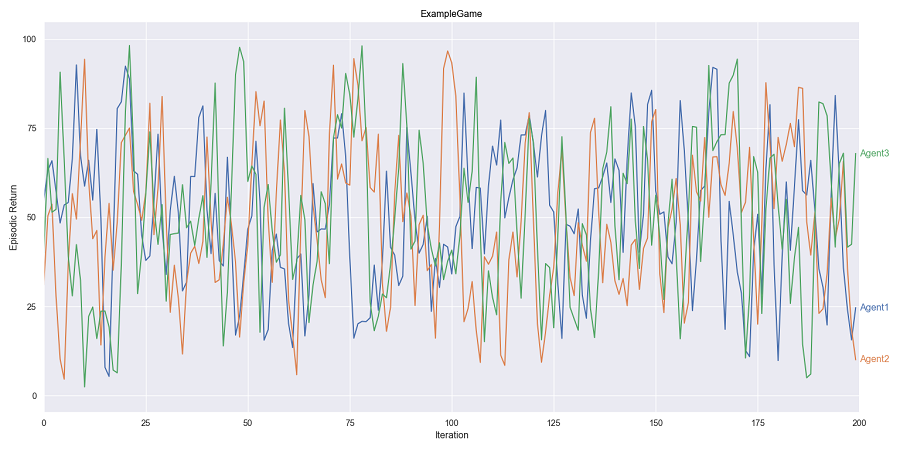 ExampleGame
Episodic Return
100
75
50
25
0
Agent3
Agent1
Agent2
0 25 50 75 100 125 150 175 200
Iteration